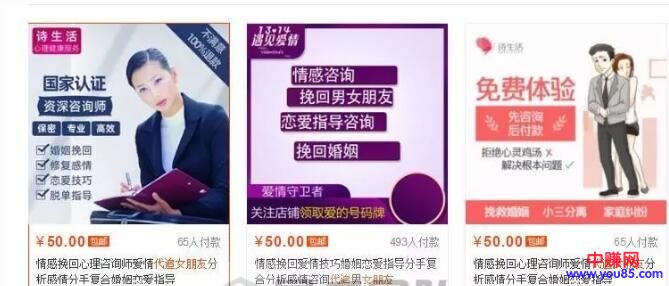 诗生活
心理健康服务
不满意
100%退款
国家认证
资深咨询师
保密 专业 高效
婚姻挽回
修复感情
恋爱技巧
脱单指导
¥50.00 包邮 65人付款
情感挽回心理咨询师爱情代追女朋友分
析感情分手复合婚姻恋爱指导
13·14
遇见爱情
情感咨询
挽回男女朋友
恋爱指导咨询
挽回婚姻
爱情守卫者
关注店铺领取爱的号码牌
¥50.00 包邮 493人付款
情感挽回爱情技巧婚姻恋爱指导分手复
合分析感情咨询代追女朋友
诗生活
免费体验
先咨询
后付款
拒绝心灵鸡汤
解决根本问题
挽救婚姻 小三分离 家庭纠纷
¥50.00 包邮 65人付款
情感挽回心理咨询师爱情代追女朋友分
析感情分手复合婚姻恋爱指导
中赚网
www.you85.com